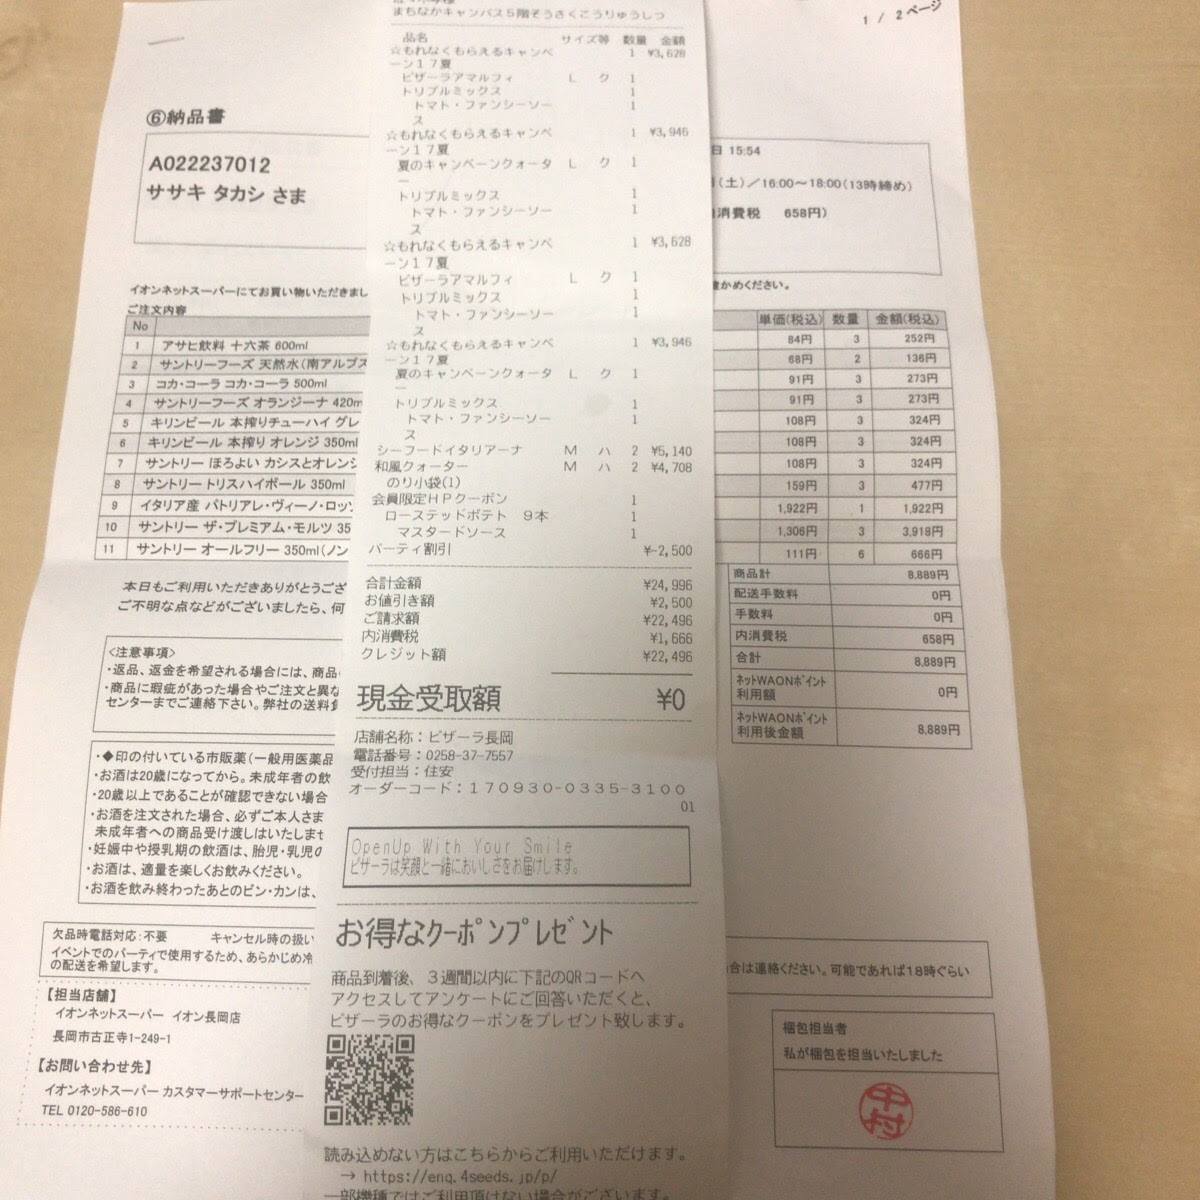 まちなかキャンパス5階そうさくこうりゅうしつ
品名 サイズ等 数量 金額
☆もれなくもらえるキャンペ 1 ¥3,628
ーン17夏
ピザーラアマルフィ L ク 1
トリプルミックス 1
トマト・ファンシーソー 1
ス
☆もれなくもらえるキャンペ 1 ¥3,946
ーン17夏
夏のキャンペーンクォータ L ク 1
ー
トリプルミックス 1
トマト・ファンシーソー 1
ス
☆もれなくもらえるキャンペ 1 ¥3,628
ーン17夏
ピザーラアマルフィ L ク 1
トリプルミックス 1
トマト・ファンシーソー 1
ス
☆もれなくもらえるキャンペ 1 ¥3,946
ーン17夏
夏のキャンペーンクォータ L ク 1
ー
トリプルミックス 1
トマト・ファンシーソー 1
ス
シーフードイタリアーナ M ハ 2 ¥5,140
和風クォーター M ハ 2 ¥4,708
のり小袋(1)
会員限定HPクーポン 1
ローステッドポテト 9本 1
マスタードソース 1
パーティ割引 ¥-2,500
合計金額 ¥24,996
お値引き額 ¥2,500
ご請求額 ¥22,496
内消費税 ¥1,666
クレジット額 ¥22,496
現金受取額 ¥0
店舗名称:ピザーラ長岡
電話番号:0258-37-7557
受付担当:住安
オーダーコード:170930-0335-3100
01
OpenUp With Your Smile
ピザーラは笑顔と一緒においしさをお届けします。
お得なクーポンプレゼント
商品到着後、3週間以内に下記のQRコードへ
アクセスしてアンケートにご回答いただくと、
ピザーラのお得なクーポンをプレゼント致します。
読み込めない方はこちらからご利用いただけます。
→ https://enq.4seeds.jp/p/
一部機種ではご利用頂けない場合がございます。
1 / 2ページ
⑥納品書
A022237012
ササキ タカシ さま
日 15:54
(土)/16:00~18:00(13時締め)
消費税 658円)
イオンネットスーパーにてお買い物いただきまし
かめください。
ご注文内容
No 単価(税込) 数量 金額(税込)
1 アサヒ飲料 十六茶 600ml 84円 3 252円
2 サントリーフーズ 天然水(南アルプス 68円 2 136円
3 コカ・コーラ コカ・コーラ 500ml 91円 3 273円
4 サントリーフーズ オランジーナ 420m 91円 3 273円
5 キリンビール 本搾りチューハイ グレ 108円 3 324円
6 キリンビール 本搾り オレンジ 350ml 108円 3 324円
7 サントリー ほろよい カシスとオレンジ 108円 3 324円
8 サントリー トリスハイボール 350ml 159円 3 477円
9 イタリア産 パトリアレ・ヴィーノ・ロッソ 1,922円 1 1,922円
10 サントリー ザ・プレミアム・モルツ 35 1,306円 3 3,918円
11 サントリー オールフリー 350ml(ノン 111円 6 666円
商品計 8,889円
配送手数料 0円
手数料 0円
内消費税 658円
合計 8,889円
ネットWAONポイント
利用額 0円
ネットWAONポイント
利用後金額 8,889円
本日もご利用いただきありがとうござ
ご不明な点などがございましたら、何
<注意事項>
・返品、返金を希望される場合には、商品
・商品に瑕疵があった場合やご注文と異な
センターまでご連絡下さい。弊社の送料負
・◆印の付いている市販薬(一般用医薬品
・お酒は20歳になってから。未成年者の飲
・20歳以上であることが確認できない場合
・お酒を注文された場合、必ずご本人さま
未成年者への商品受け渡しはいたしませ
・妊娠中や授乳期の飲酒は、胎児・乳児の
・お酒は、適量を楽しくお飲みください。
・お酒を飲み終わったあとのビン・カンは、
欠品時電話対応:不要 キャンセル時の扱い
イベントでのパーティで使用するため、あらかじめ冷
の配送を希望します。
合は連絡ください。可能であれば18時ぐらい
【担当店舗】
イオンネットスーパー イオン長岡店
長岡市古正寺1-249-1
【お問い合わせ先】
イオンネットスーパー カスタマーサポートセンター
TEL 0120-586-610
梱包担当者
私が梱包を担当いたしました
中村